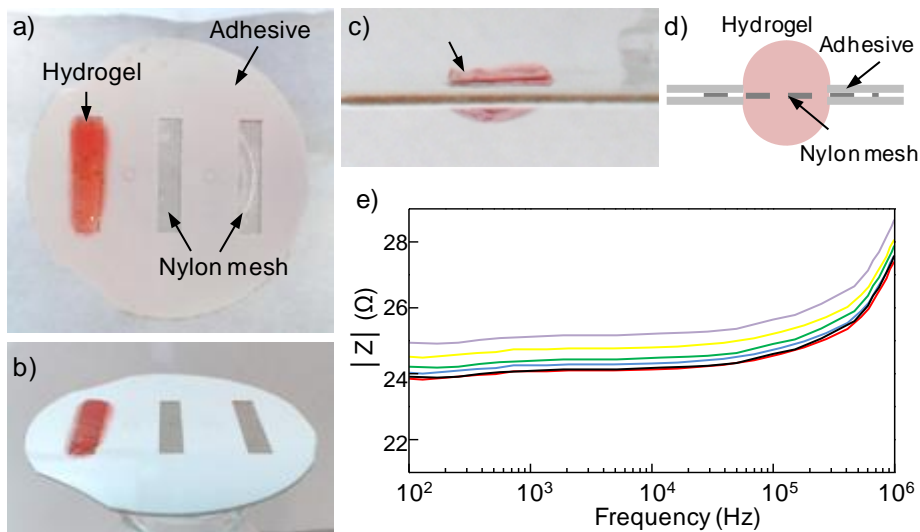 a)
Adhesive
Hydrogel
Nylon mesh
b)
c)
d)
Hydrogel
Adhesive
Nylon mesh
e)
|Z| (Ω)
28
26
24
22
10² 10³ 10⁴ 10⁵ 10⁶
Frequency (Hz)